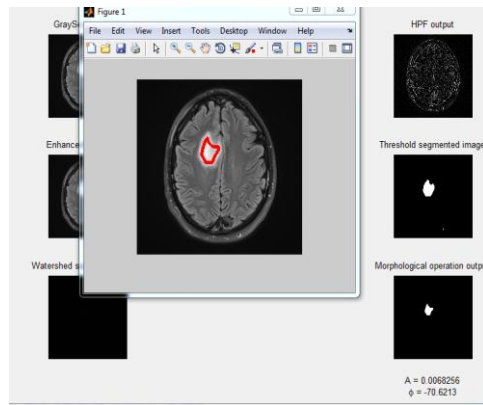 Figure 1
File Edit View Insert Tools Desktop Window Help
GraySc
HPF output
Enhance
Threshold segmented image
Watershed s
Morphological operation outp
A = 0.0068256
ϕ = -70.6213